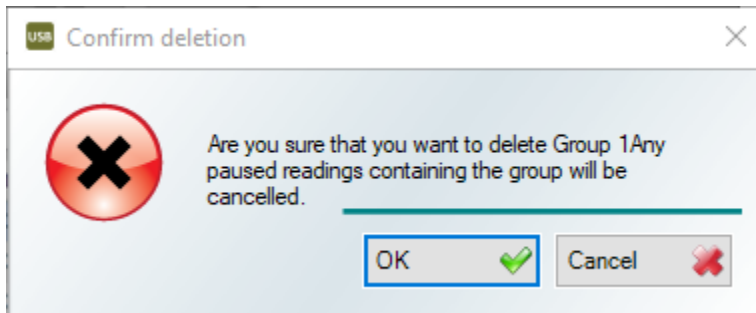 USB Confirm deletion
Are you sure that you want to delete Group 1Any
paused readings containing the group will be
cancelled.
OK Cancel